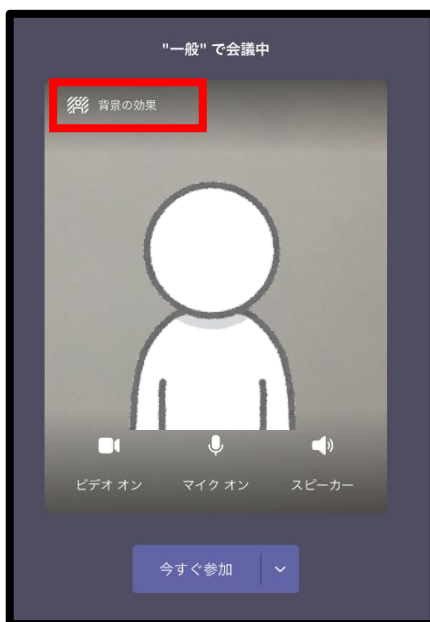 "一般" で会議中
背景の効果
ビデオ オン マイク オン スピーカー
今すぐ参加